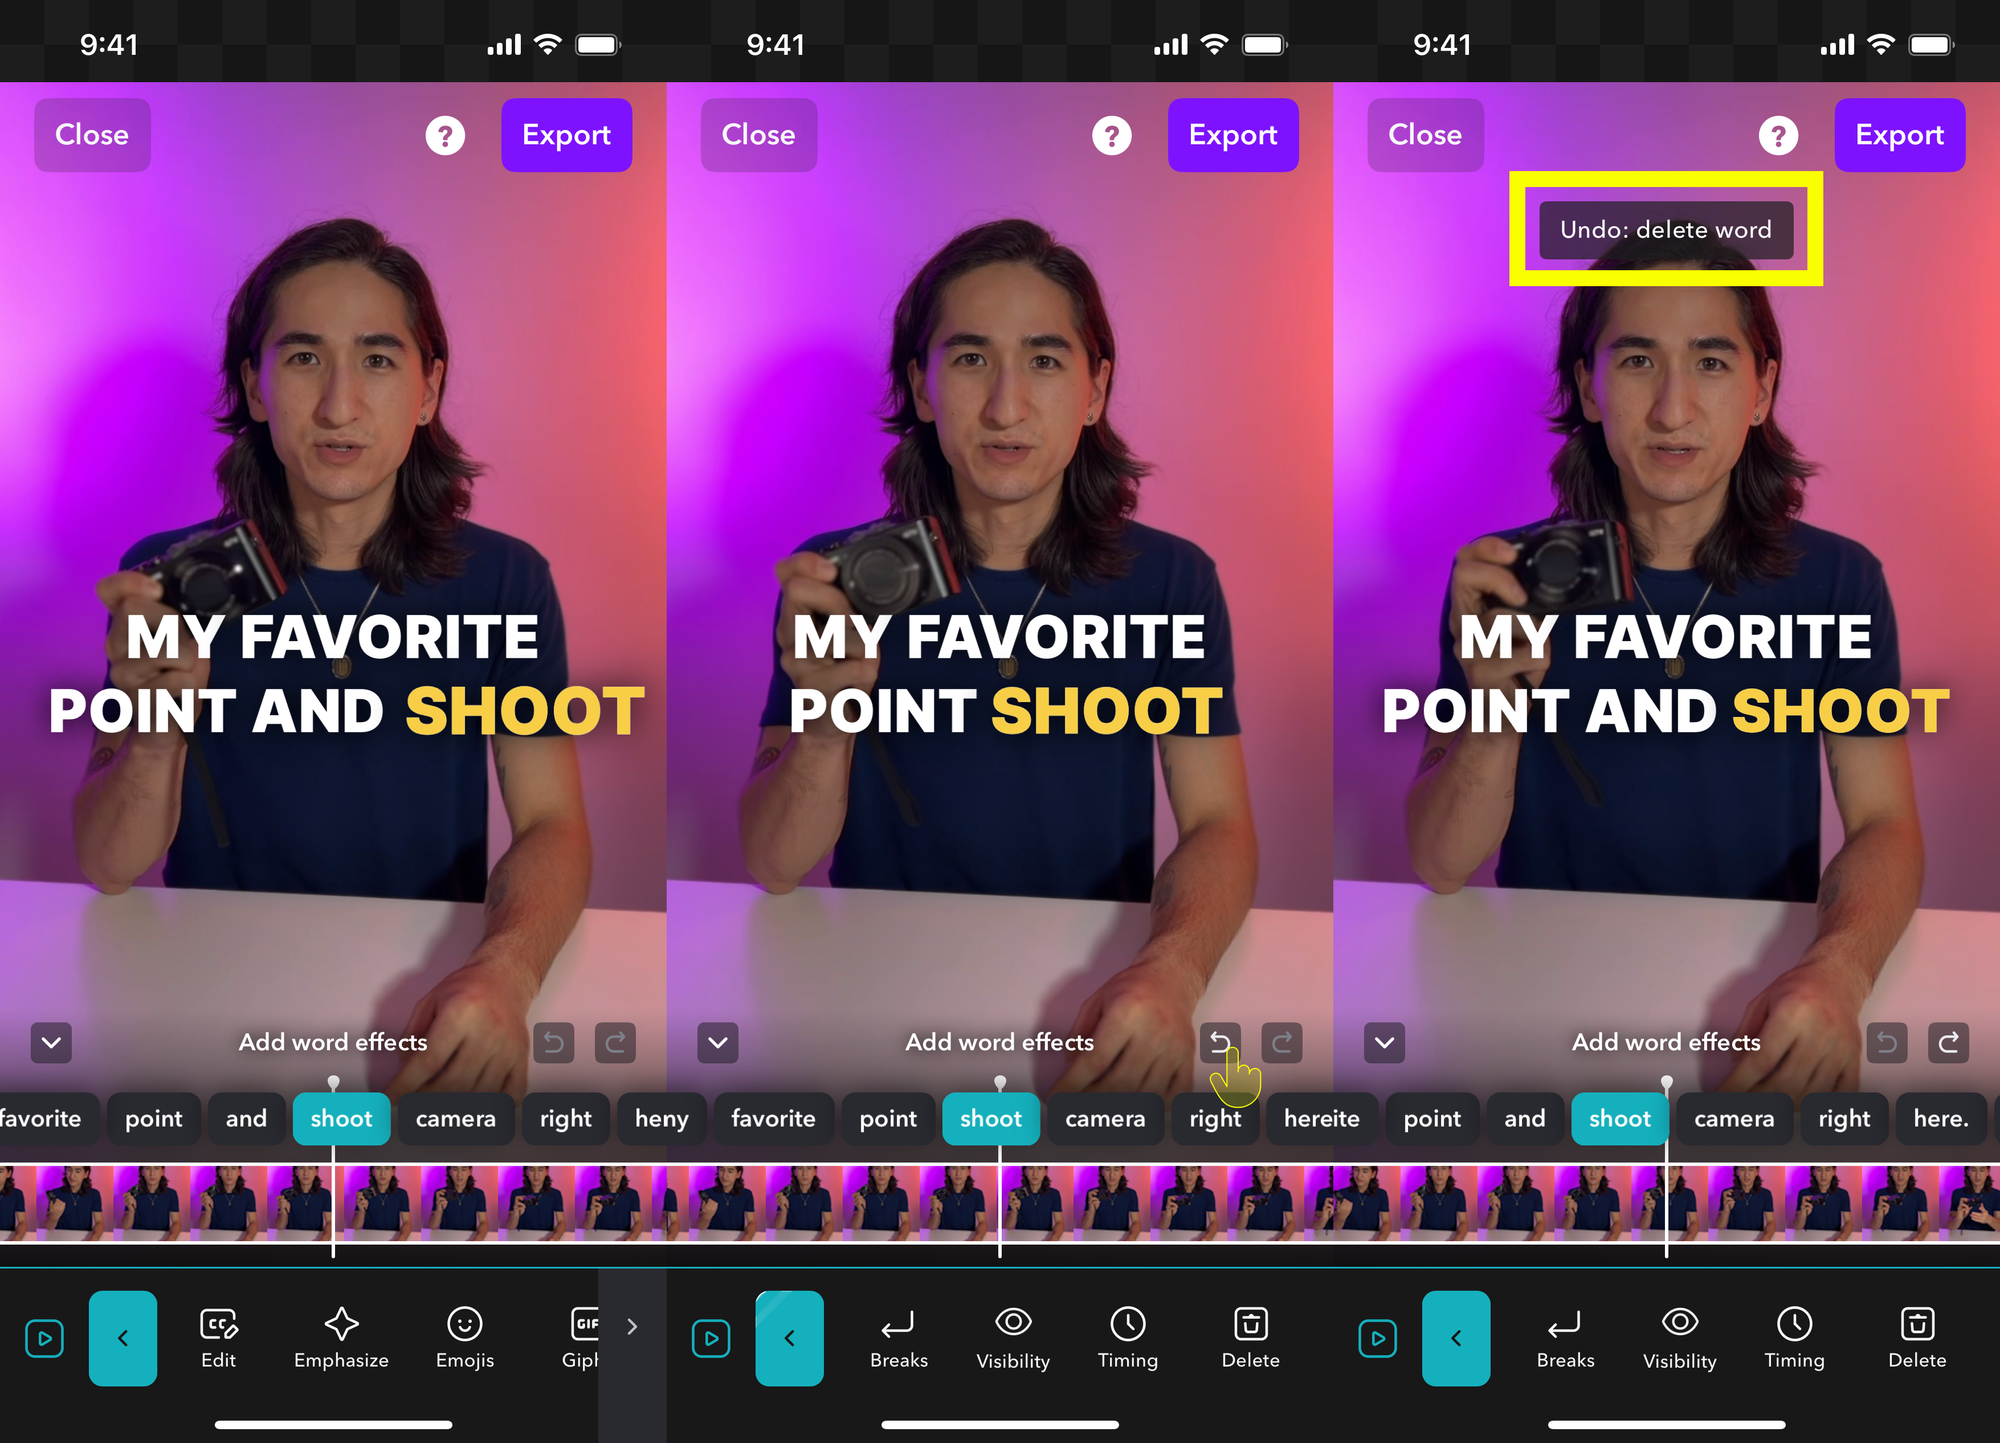 9:41
Close
?
Export
MY FAVORITE
POINT AND SHOOT
Add word effects
favorite point and shoot camera right heny
Edit Emphasize Emojis Giph
CC
GIF
9:41
Close
?
Export
MY FAVORITE
POINT SHOOT
Add word effects
favorite point shoot camera right hereite
Breaks Visibility Timing Delete
9:41
Close
?
Export
Undo: delete word
MY FAVORITE
POINT AND SHOOT
Add word effects
point and shoot camera right here.
Breaks Visibility Timing Delete